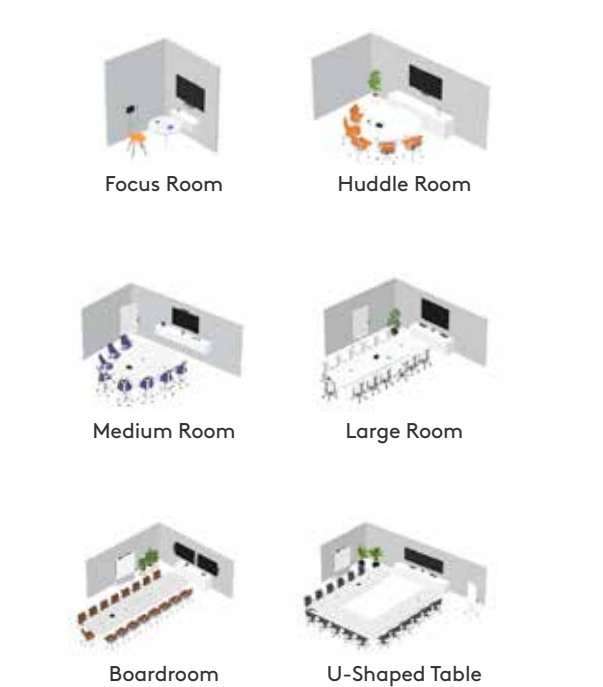 Focus Room
Huddle Room
Medium Room
Large Room
Boardroom
U-Shaped Table